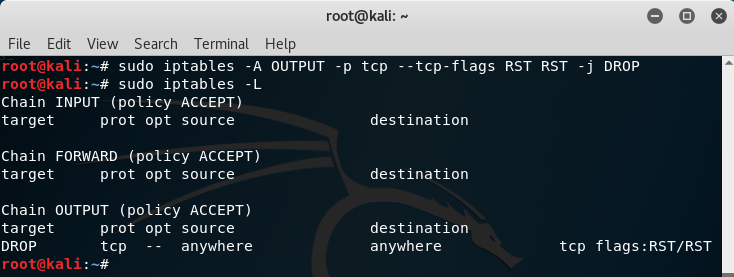 root@kali: ~
File Edit View Search Terminal Help
root@kali:~# sudo iptables -A OUTPUT -p tcp --tcp-flags RST RST -j DROP
root@kali:~# sudo iptables -L
Chain INPUT (policy ACCEPT)
target     prot opt source               destination
Chain FORWARD (policy ACCEPT)
target     prot opt source               destination
Chain OUTPUT (policy ACCEPT)
target     prot opt source               destination
DROP       tcp  --  anywhere             anywhere             tcp flags:RST/RST
root@kali:~#